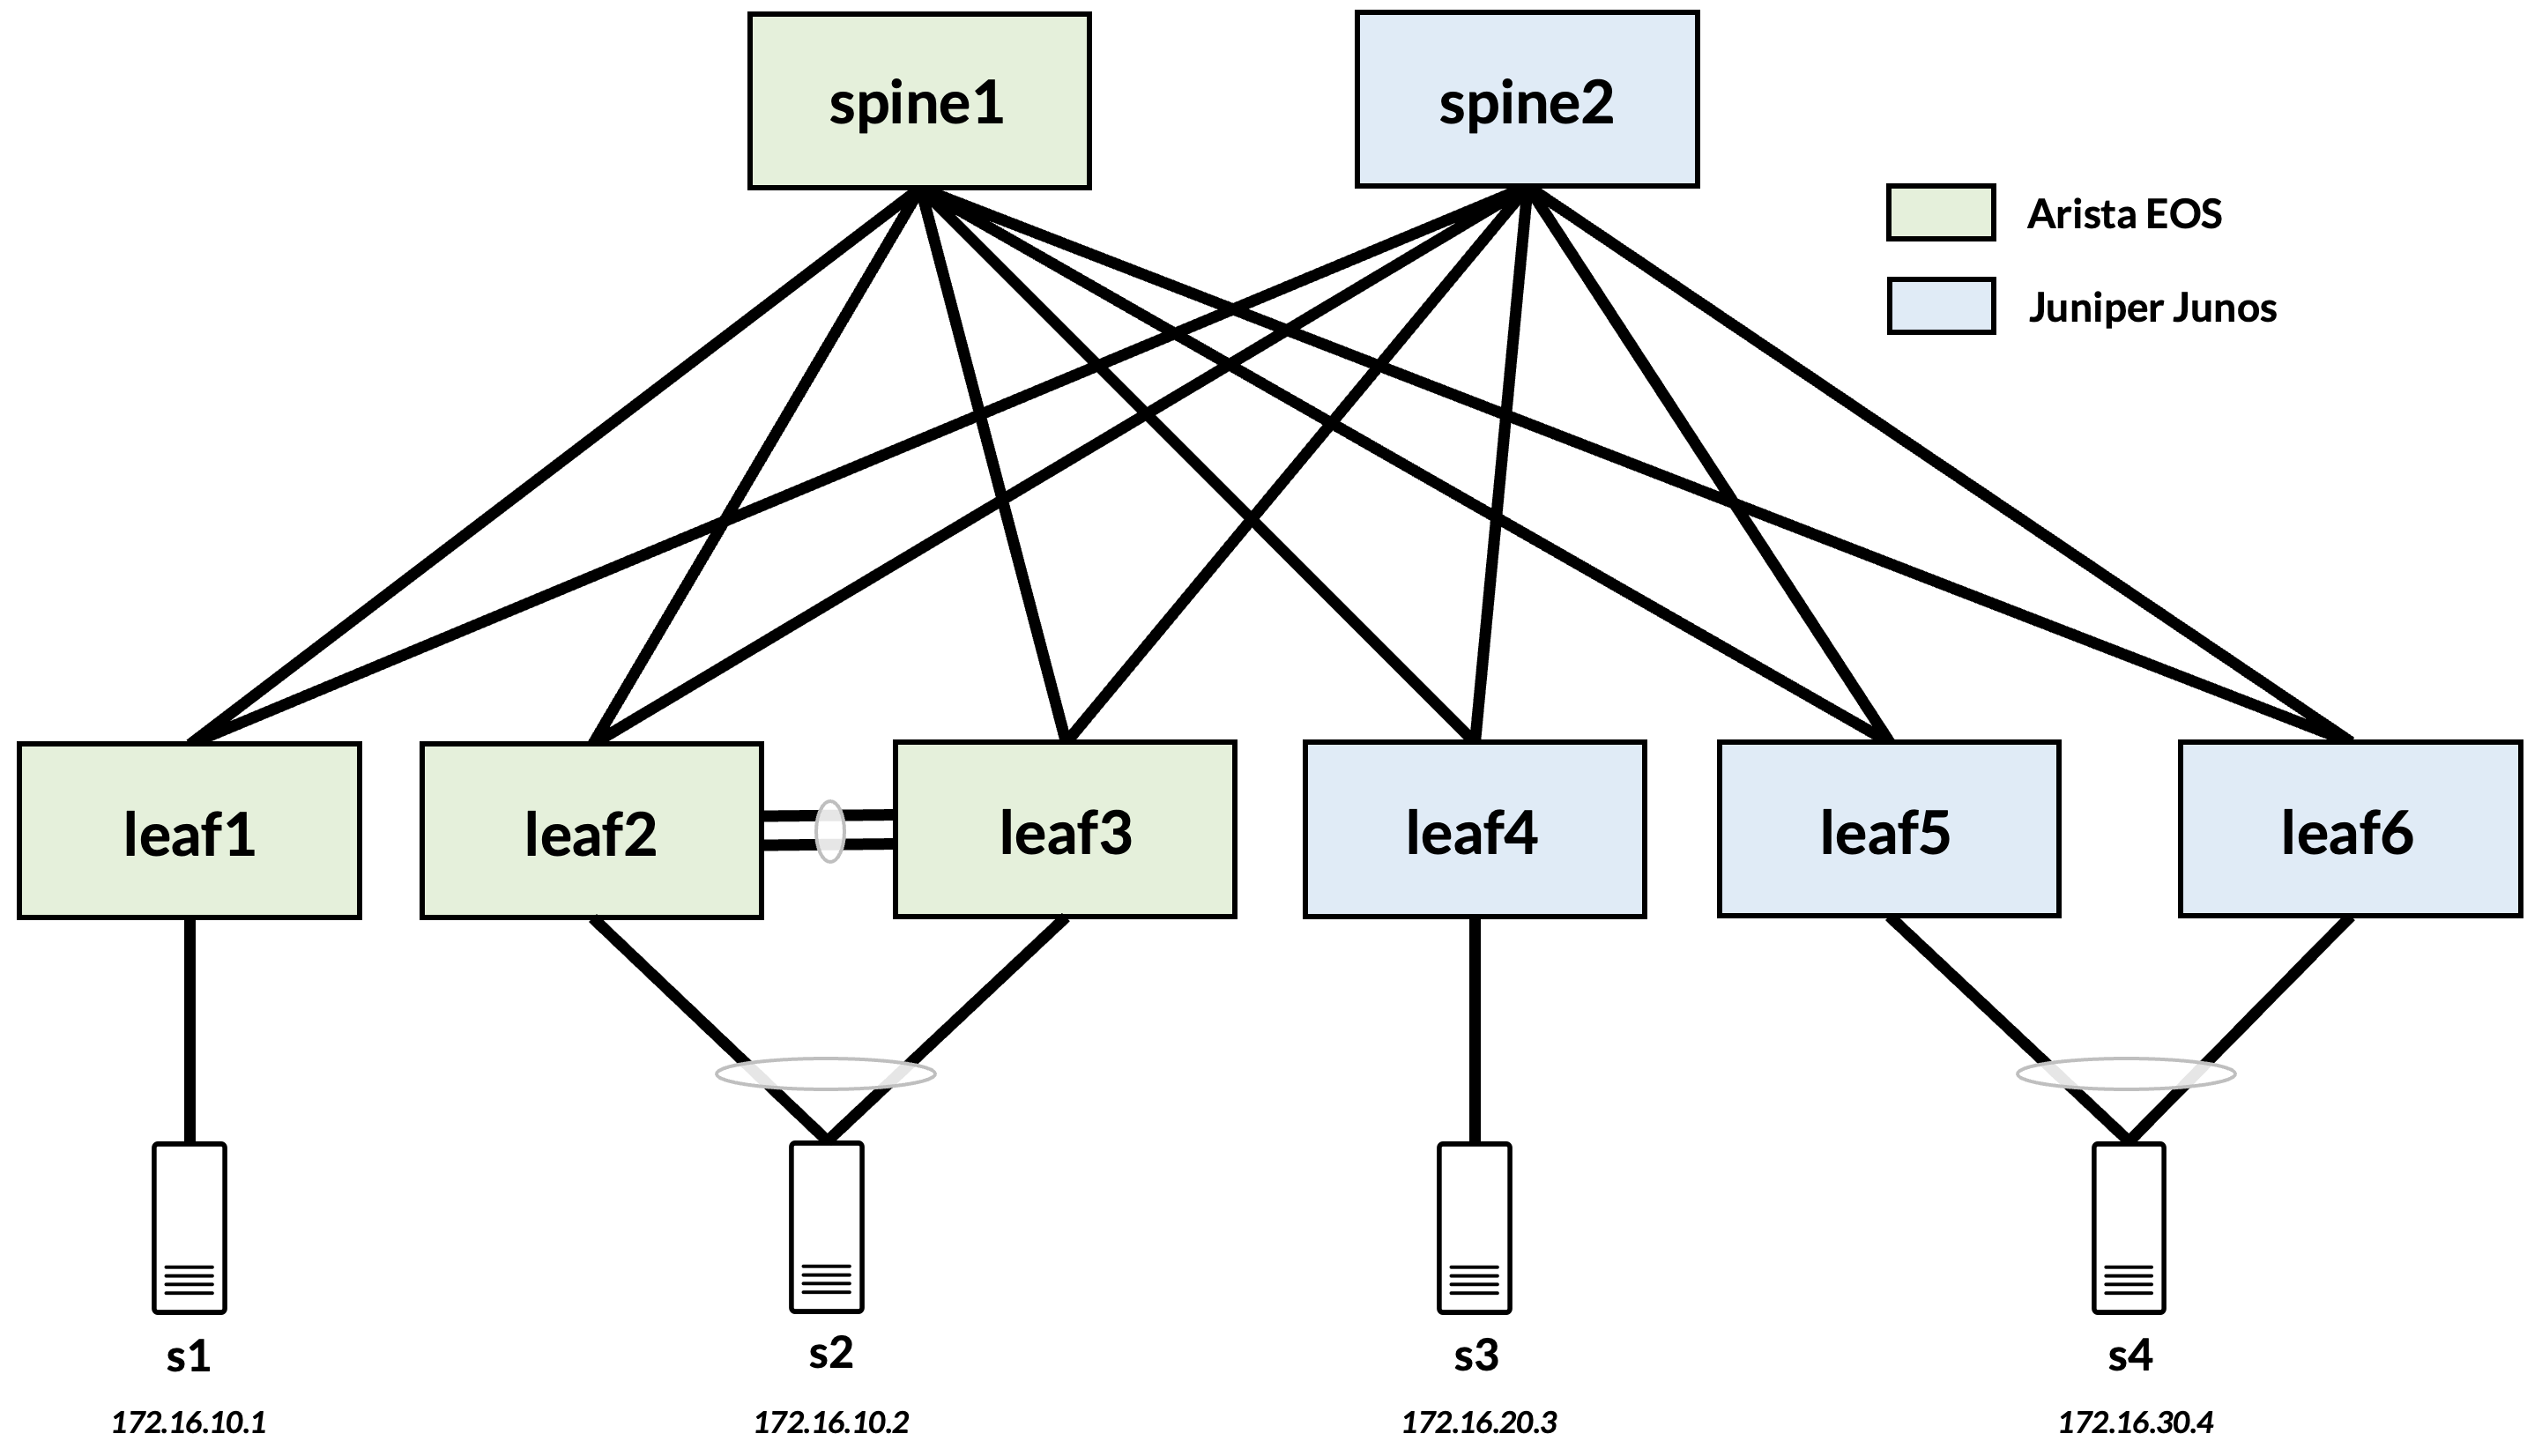 spine1
spine2
Arista EOS
Juniper Junos
leaf1
leaf2
leaf3
leaf4
leaf5
leaf6
s1
s2
s3
s4
172.16.10.1
172.16.10.2
172.16.20.3
172.16.30.4